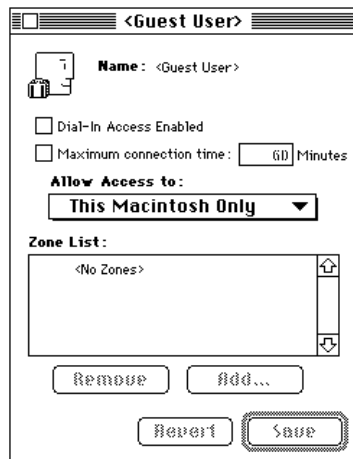 <Guest User>
Name: <Guest User>
Dial-In Access Enabled
Maximum connection time: 60 Minutes
Allow Access to:
This Macintosh Only
Zone List:
<No Zones>
Remove Add...
Revert Save